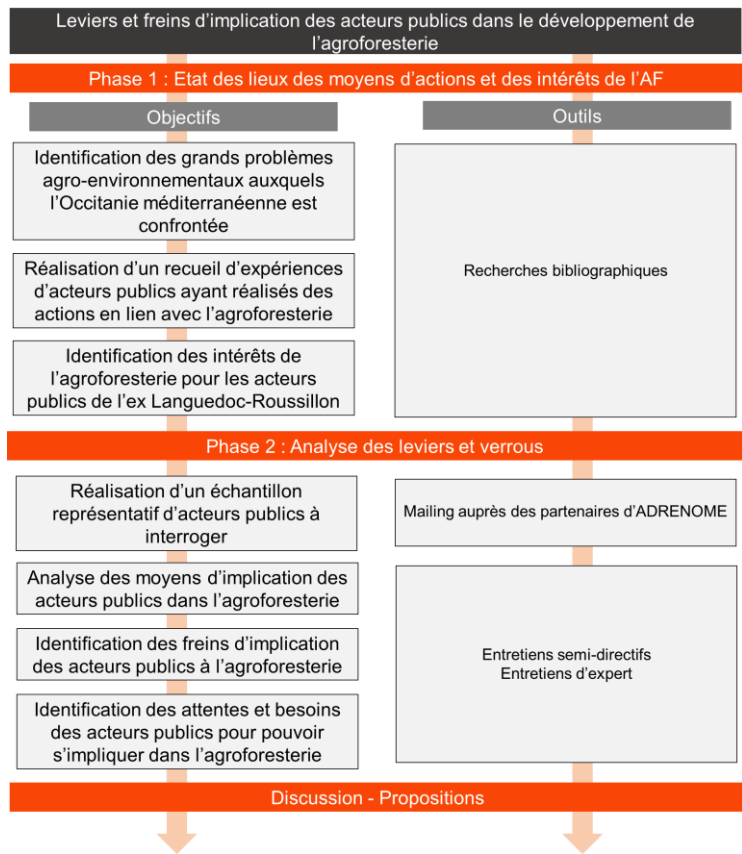 Leviers et freins d'implication des acteurs publics dans le développement de
l'agroforesterie
Phase 1 : Etat des lieux des moyens d'actions et des intérêts de l'AF
Objectifs
Outils
Identification des grands problèmes
agro-environnementaux auxquels
l'Occitanie méditerranéenne est
confrontée
Réalisation d'un recueil d'expériences
d'acteurs publics ayant réalisés des
actions en lien avec l'agroforesterie
Identification des intérêts de
l'agroforesterie pour les acteurs
publics de l'ex Languedoc-Roussillon
Recherches bibliographiques
Phase 2 : Analyse des leviers et verrous
Réalisation d'un échantillon
représentatif d'acteurs publics à
interroger
Mailing auprès des partenaires d'ADRENOME
Analyse des moyens d'implication des
acteurs publics dans l'agroforesterie
Identification des freins d'implication
des acteurs publics à l'agroforesterie
Identification des attentes et besoins
des acteurs publics pour pouvoir
s'impliquer dans l'agroforesterie
Entretiens semi-directifs
Entretiens d'expert
Discussion - Propositions